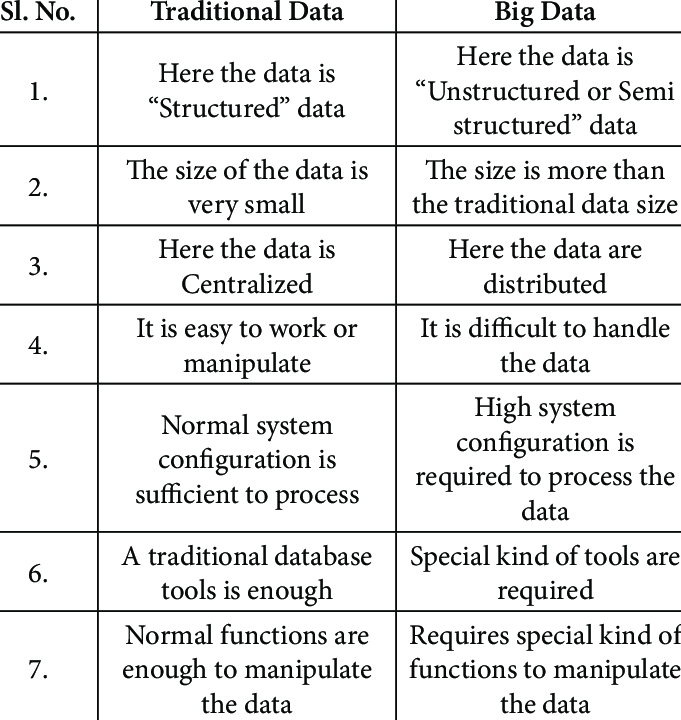 Sl. No. Traditional Data Big Data
1. Here the data is “Structured” data Here the data is “Unstructured or Semi structured” data
2. The size of the data is very small The size is more than the traditional data size
3. Here the data is Centralized Here the data are distributed
4. It is easy to work or manipulate It is difficult to handle the data
5. Normal system configuration is sufficient to process High system configuration is required to process the data
6. A traditional database tools is enough Special kind of tools are required
7. Normal functions are enough to manipulate the data Requires special kind of functions to manipulate the data